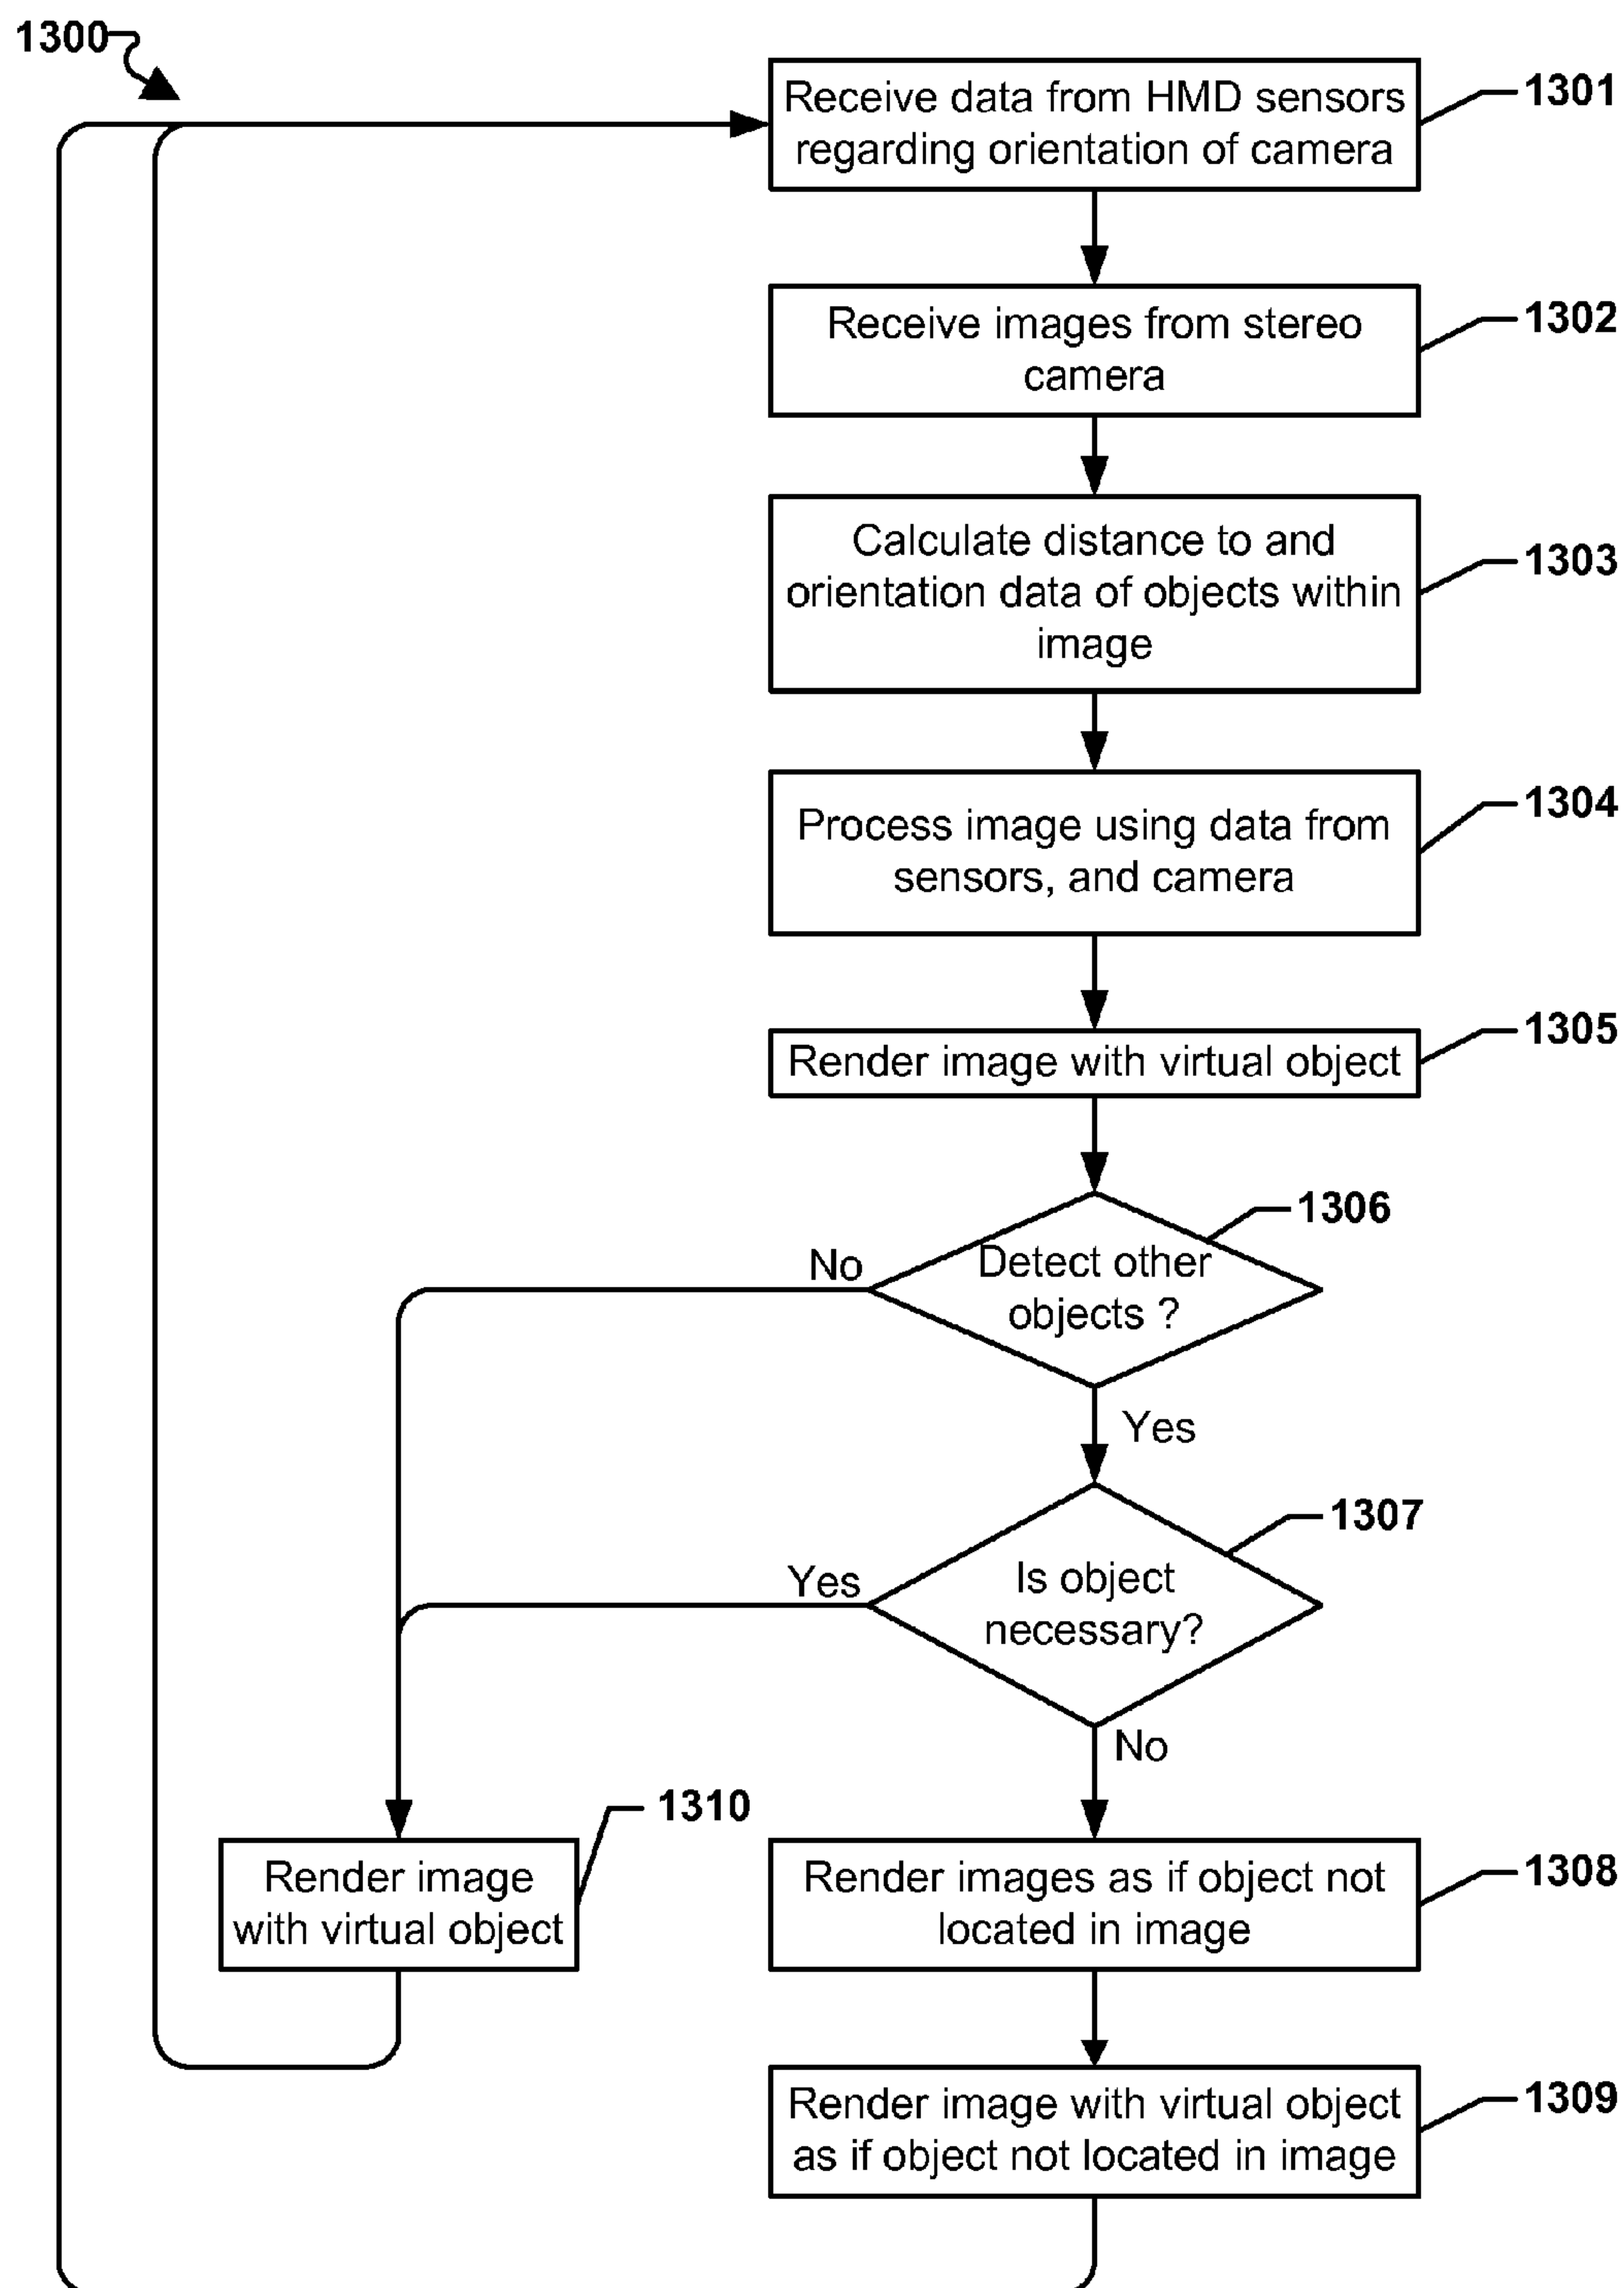 1300
Receive data from HMD sensors
regarding orientation of camera
1301
Receive images from stereo
camera
1302
Calculate distance to and
orientation data of objects within
image
1303
Process image using data from
sensors, and camera
1304
Render image with virtual object
1305
Detect other
objects ?
1306
No
Yes
Is object
necessary?
1307
Yes
No
Render image
with virtual object
1310
Render images as if object not
located in image
1308
Render image with virtual object
as if object not located in image
1309